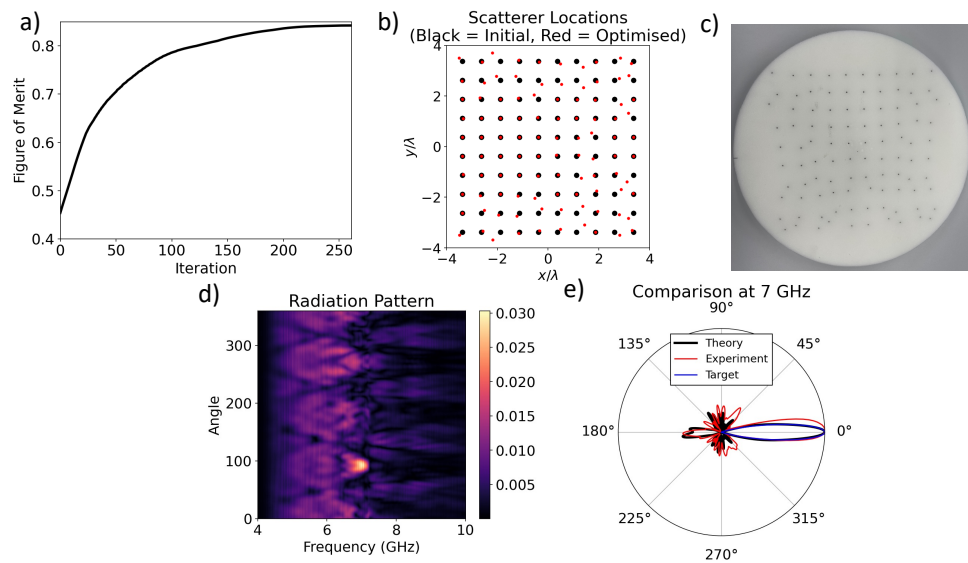 a)
0.8
0.7
0.6
0.5
0.4
Figure of Merit
0
50
100
150
200
250
Iteration
b)
Scatterer Locations
(Black = Initial, Red = Optimised)
4
2
0
−2
−4
y/λ
−4
−2
0
2
4
x/λ
c)
d)
Radiation Pattern
300
200
100
0
Angle
4
6
8
10
Frequency (GHz)
0.030
0.025
0.020
0.015
0.010
0.005
e)
Comparison at 7 GHz
90°
135°
45°
Theory
Experiment
Target
180°
0°
225°
315°
270°